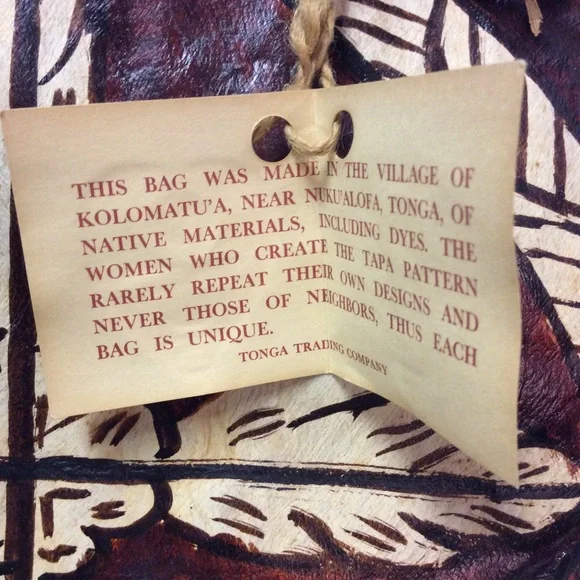 THIS BAG WAS MADE IN THE VILLAGE OF
KOLOMATU'A, NEAR NUKU'ALOFA, TONGA, OF
NATIVE MATERIALS, INCLUDING DYES. THE
WOMEN WHO CREATE THE TAPA PATTERN
RARELY REPEAT THEIR OWN DESIGNS AND
NEVER THOSE OF NEIGHBORS, THUS EACH
BAG IS UNIQUE.
TONGA TRADING COMPANY